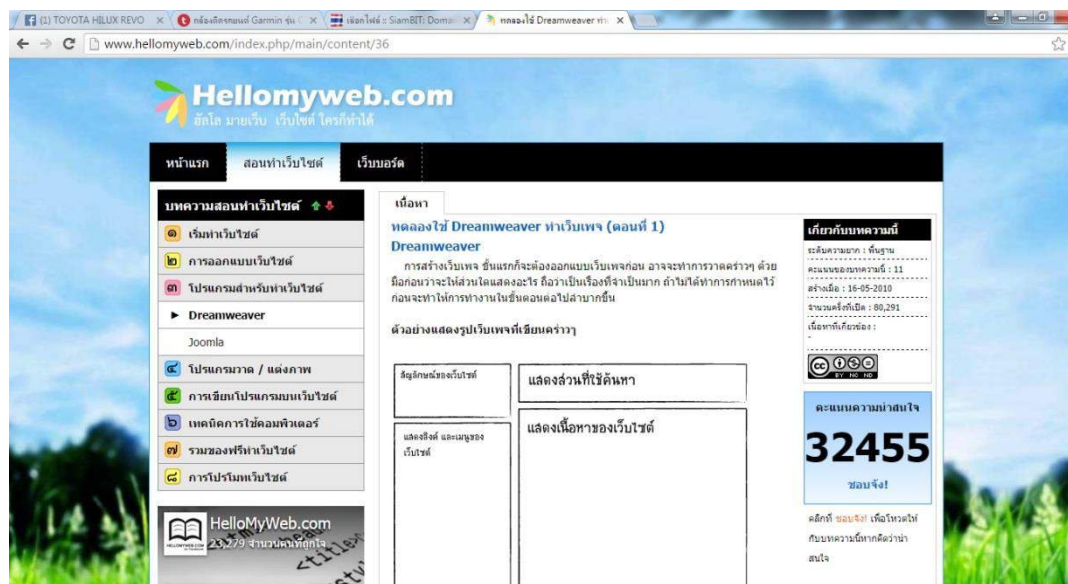 (1) TOYOTA HILUX REVO
กล้องติดรถยนต์ Garmin รุ่น
เลือกไฟล์ :: SiamBIT: Domai
ทดลองใช้ Dreamweaver ทำ
www.hellomyweb.com/index.php/main/content/36
Hellomyweb.com
ฮัลโล มายเว็บ เว็บไซต์ ใครก็ทำได้
หน้าแรก
สอนทำเว็บไซต์
เว็บบอร์ด
บทความสอนทำเว็บไซต์
๑ เริ่มทำเว็บไซต์
๒ การออกแบบเว็บไซต์
๓ โปรแกรมสำหรับทำเว็บไซต์
Dreamweaver
Joomla
๔ โปรแกรมวาด / แต่งภาพ
๕ การเขียนโปรแกรมบนเว็บไซต์
๖ เทคนิคการใช้คอมพิวเตอร์
๗ รวมของฟรีทำเว็บไซต์
๘ การโปรโมทเว็บไซต์
HelloMyWeb.com
23,279 จำนวนคนที่ถูกใจ
เนื้อหา
ทดลองใช้ Dreamweaver ทำเว็บเพจ (ตอนที่ 1)
Dreamweaver
การสร้างเว็บเพจ ขั้นแรกก็จะต้องออกแบบเว็บเพจก่อน อาจจะทำการวาดคร่าวๆ ด้วย
มือก่อนว่าจะให้ส่วนใดแสดงอะไร ถือว่าเป็นเรื่องที่จำเป็นมาก ถ้าไม่ได้ทำการกำหนดไว้
ก่อนจะทำให้การทำงานในขั้นตอนต่อไปลำบากขึ้น
ตัวอย่างแสดงรูปเว็บเพจที่เขียนคร่าวๆ
สัญลักษณ์ของเว็บไซต์
แสดงส่วนที่ใช้ค้นหา
แสดงลิงค์ และเมนูของ
เว็บไซต์
แสดงเนื้อหาของเว็บไซต์
เกี่ยวกับบทความนี้
ระดับความยาก : พื้นฐาน
คะแนนของบทความนี้ : 11
สร้างเมื่อ : 16-05-2010
จำนวนครั้งที่เปิด : 80,291
เนื้อหาที่เกี่ยวข้อง :
-
cc
BY NC ND
คะแนนความน่าสนใจ
32455
ชอบจัง!
คลิกที่ ชอบจัง! เพื่อโหวตให้
กับบทความนี้หากคิดว่าน่า
สนใจ